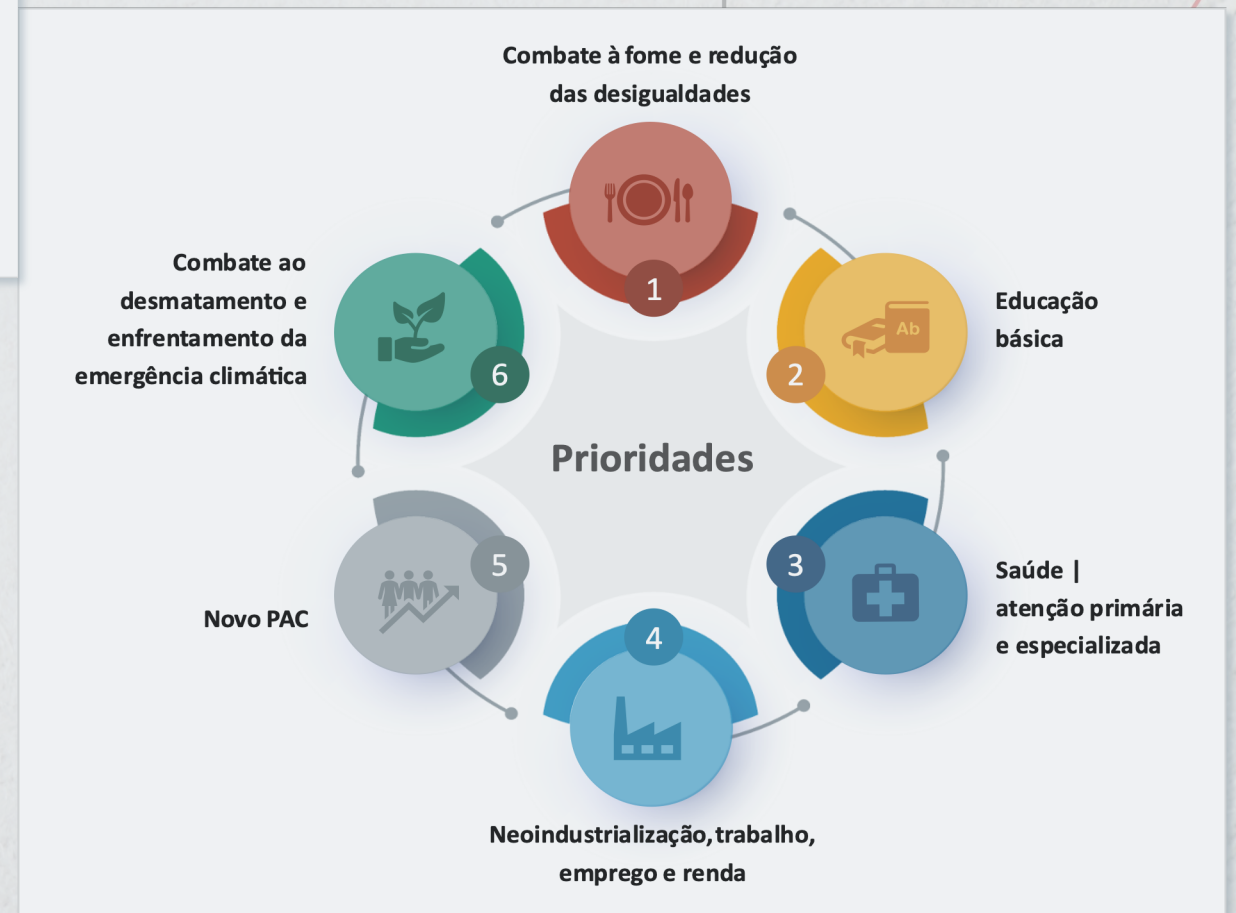 Combate à fome e redução
das desigualdades
1
Educação
básica
Ab
2
Saúde |
atenção primária
e especializada
3
4
Neoindustrialização, trabalho,
emprego e renda
Novo PAC
5
Combate ao
desmatamento e
enfrentamento da
emergência climática
6
Prioridades